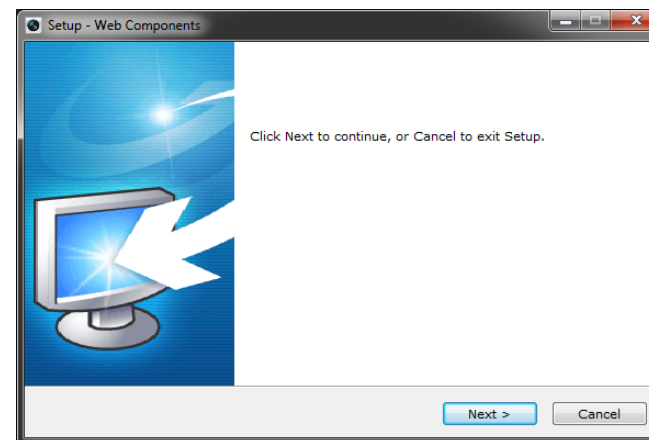 Setup - Web Components
Click Next to continue, or Cancel to exit Setup.
Next >
Cancel